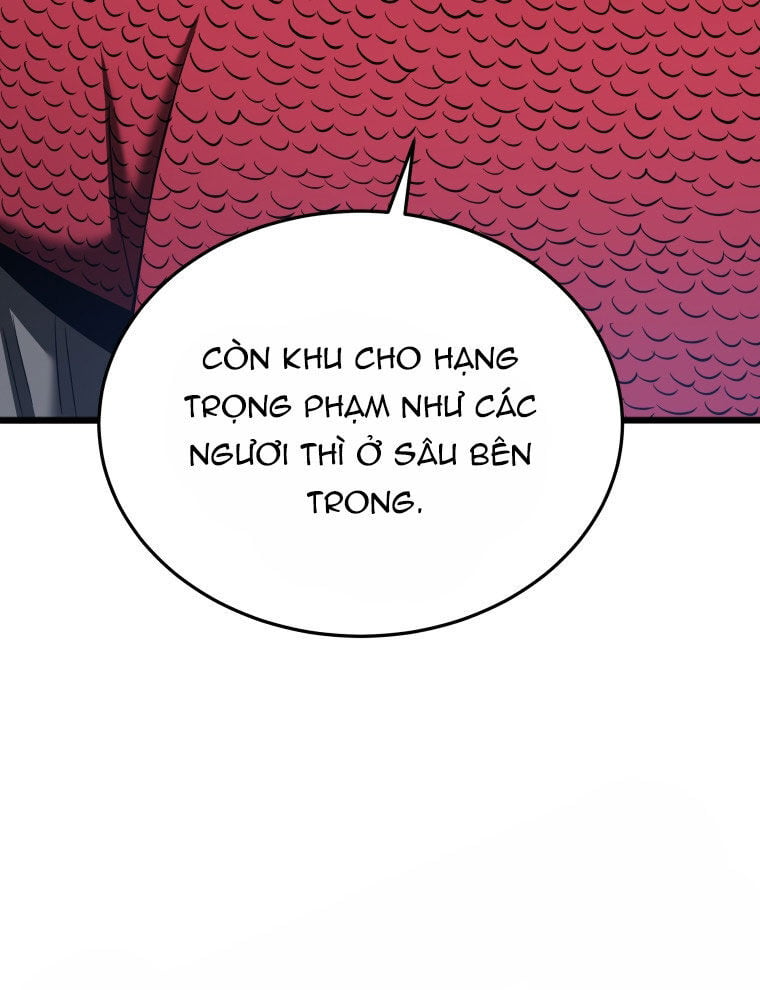 CÒN KHU CHO HẠNG
TRỌNG PHẠM NHƯ CÁC
NGƯƠI THÌ Ở SÂU BÊN
TRONG.